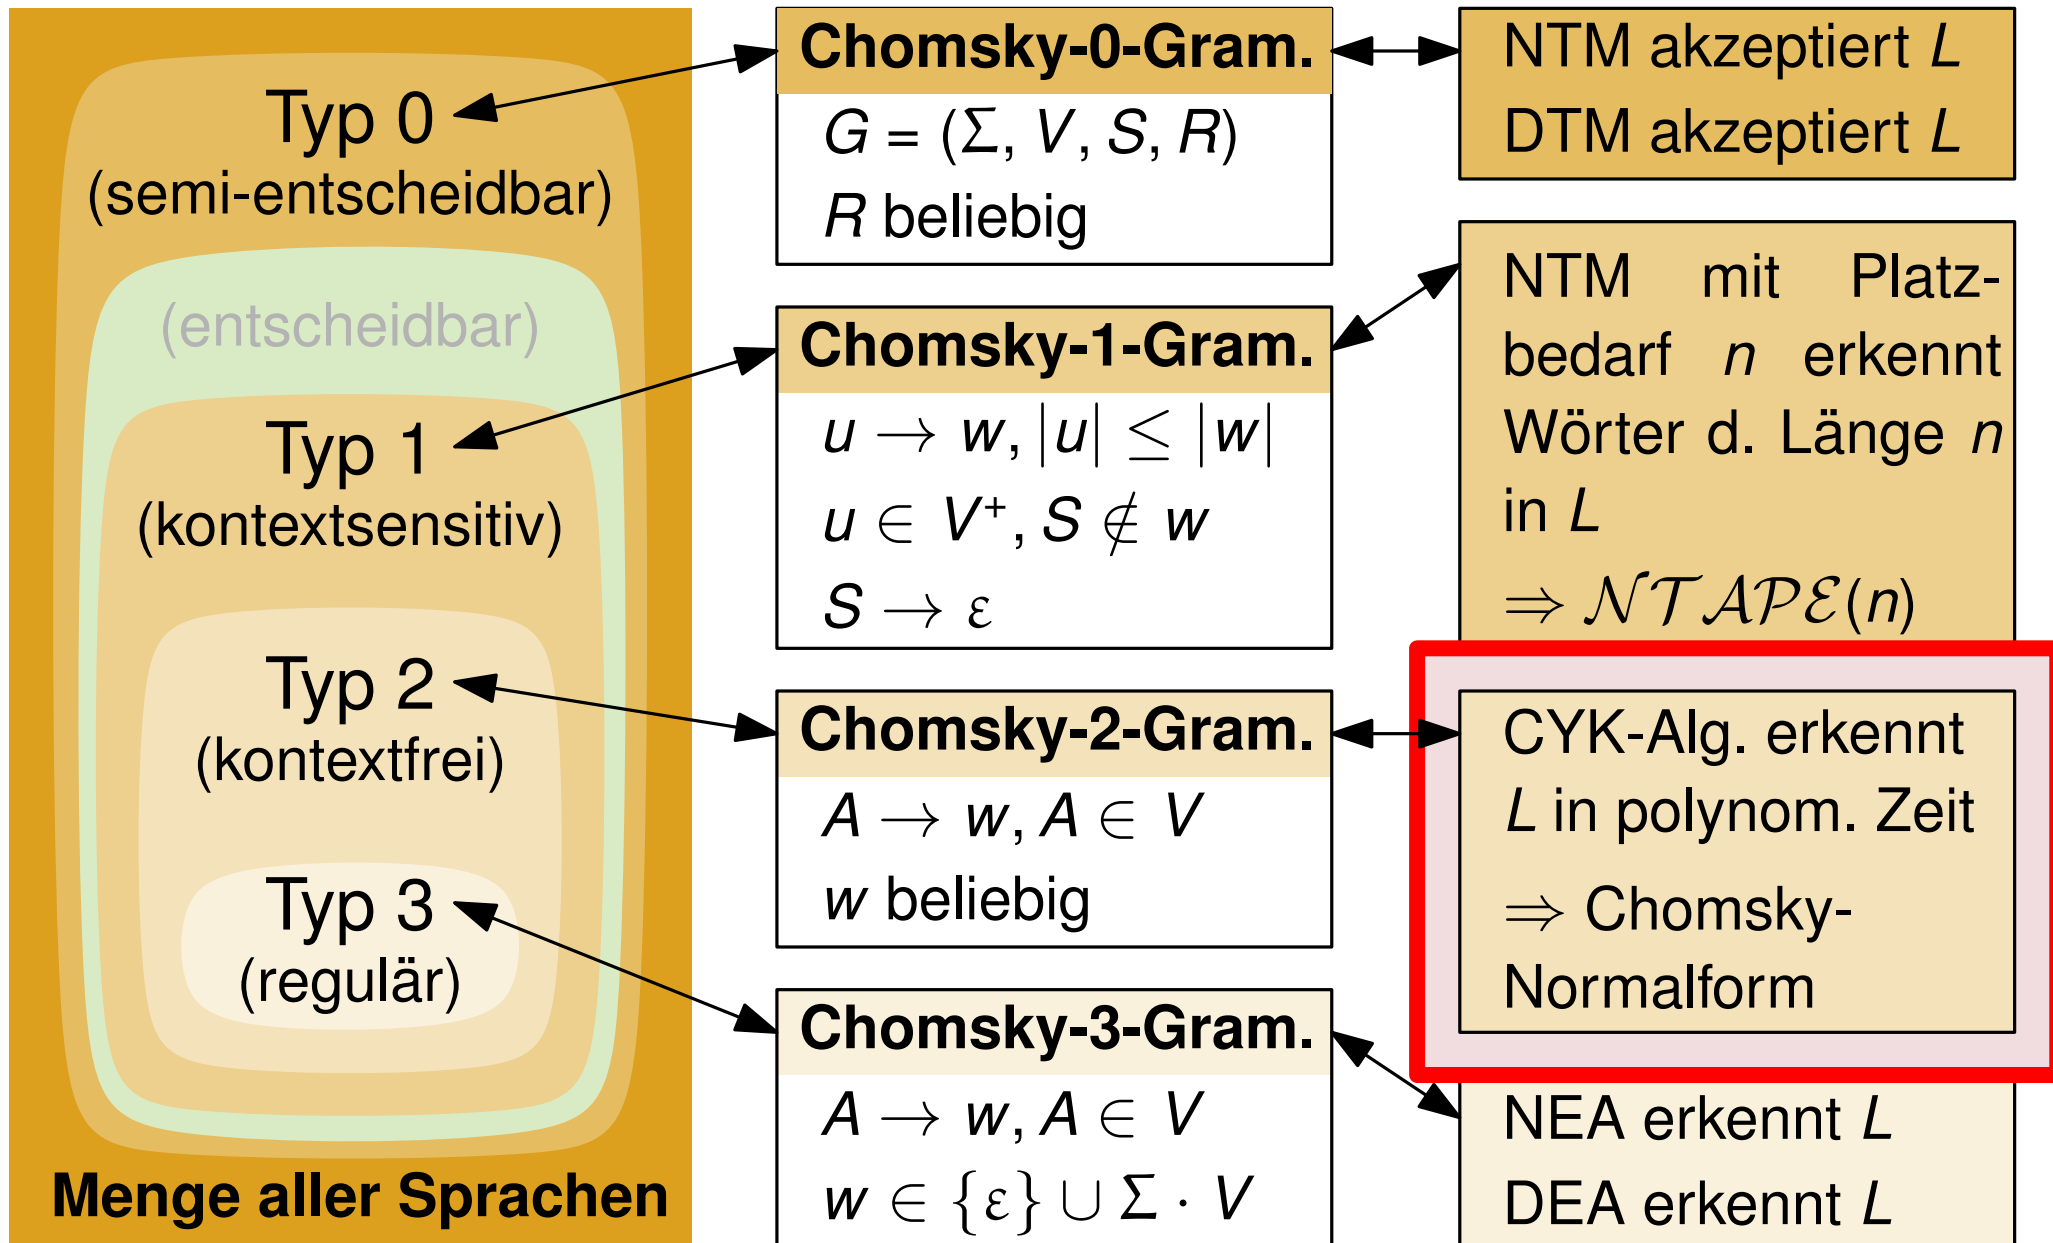 Typ 0
(semi-entscheidbar)
(entscheidbar)
Typ 1
(kontextsensitiv)
Typ 2
(kontextfrei)
Typ 3
(regulär)
Menge aller Sprachen
Chomsky-0-Gram.
G = (Σ, V, S, R)
R beliebig
Chomsky-1-Gram.
u → w, |u| ≤ |w|
u ∈ V⁺, S ∉ w
S → ε
Chomsky-2-Gram.
A → w, A ∈ V
w beliebig
Chomsky-3-Gram.
A → w, A ∈ V
w ∈ {ε} ∪ Σ · V
NTM akzeptiert L
DTM akzeptiert L
NTM mit Platz-
bedarf n erkennt
Wörter d. Länge n
in L
⇒ 𝒩𝒯𝒜𝒫ℰ(n)
CYK-Alg. erkennt
L in polynom. Zeit
⇒ Chomsky-
Normalform
NEA erkennt L
DEA erkennt L